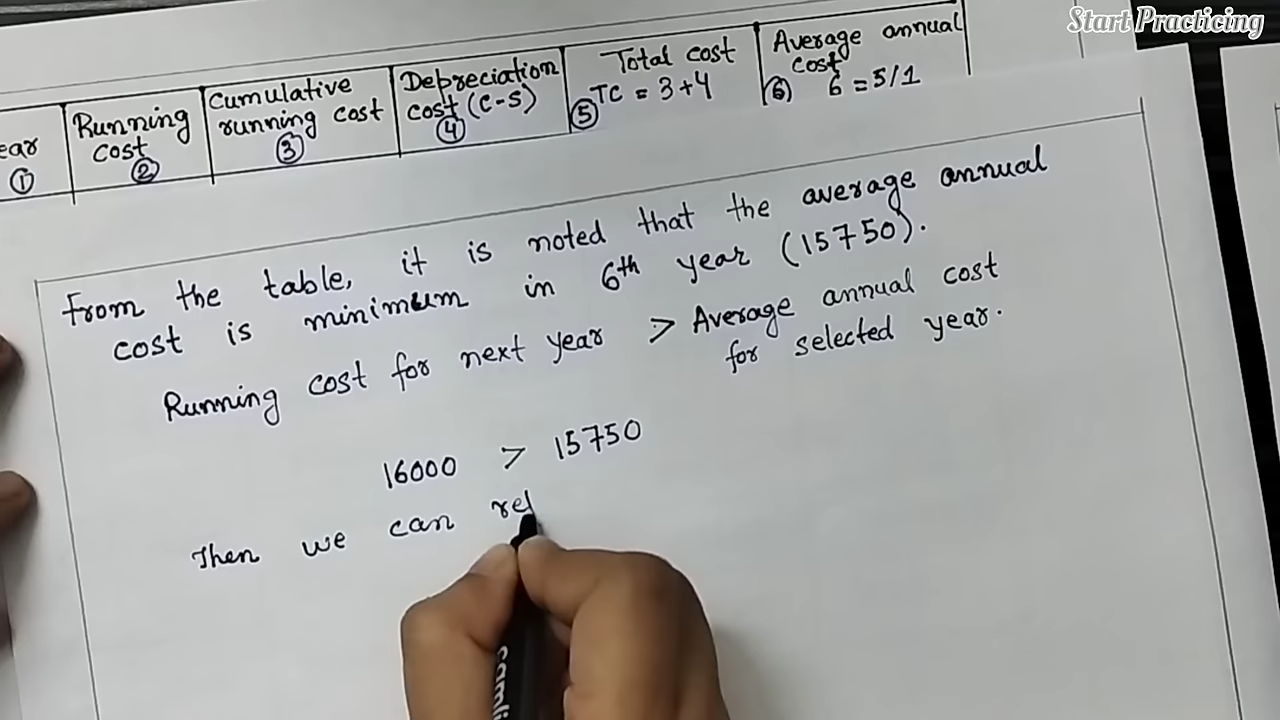 Start Practicing
ear
①
Running
cost
②
Cumulative
running cost
③
Depreciation
cost (C-S)
④
Total cost
TC = 3+4
⑤
Average annual
cost
⑥ 6 = 5/1
From the table, it is noted that the average annual
cost is minimum in 6th year (15750).
Running cost for next year > Average annual cost
for selected year.
16000 > 15750
Then we can
camli